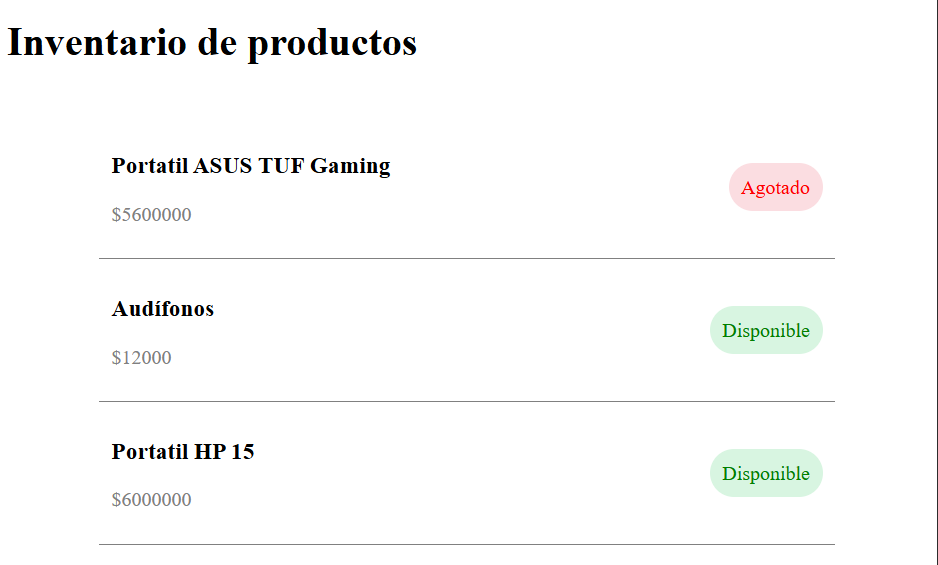 Inventario de productos
Portatil ASUS TUF Gaming
Agotado
$5600000
Audífonos
Disponible
$12000
Portatil HP 15
Disponible
$6000000